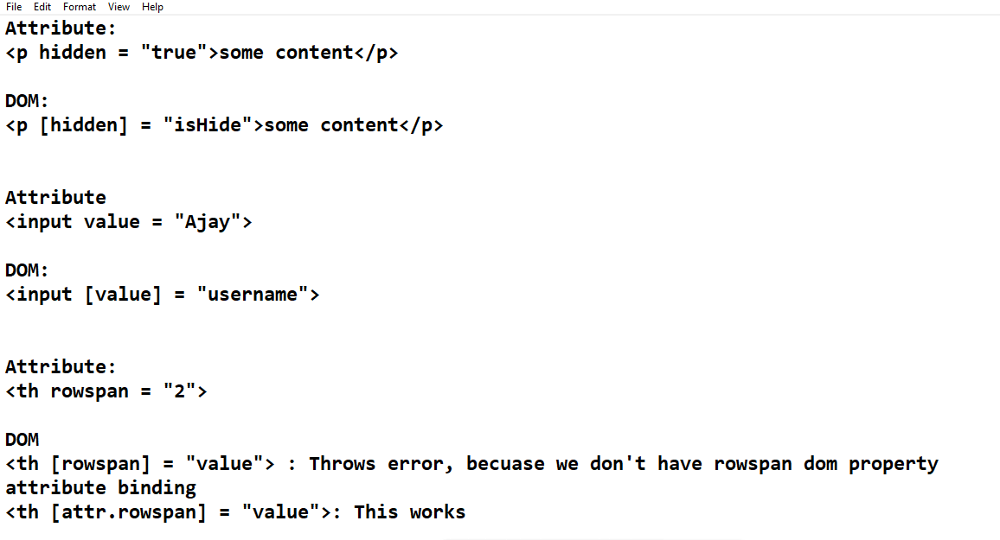 File Edit Format View Help
Attribute:
<p hidden = "true">some content</p>
DOM:
<p [hidden] = "isHide">some content</p>
Attribute
<input value = "Ajay">
DOM:
<input [value] = "username">
Attribute:
<th rowspan = "2">
DOM
<th [rowspan] = "value"> : Throws error, becuase we don't have rowspan dom property
attribute binding
<th [attr.rowspan] = "value">: This works